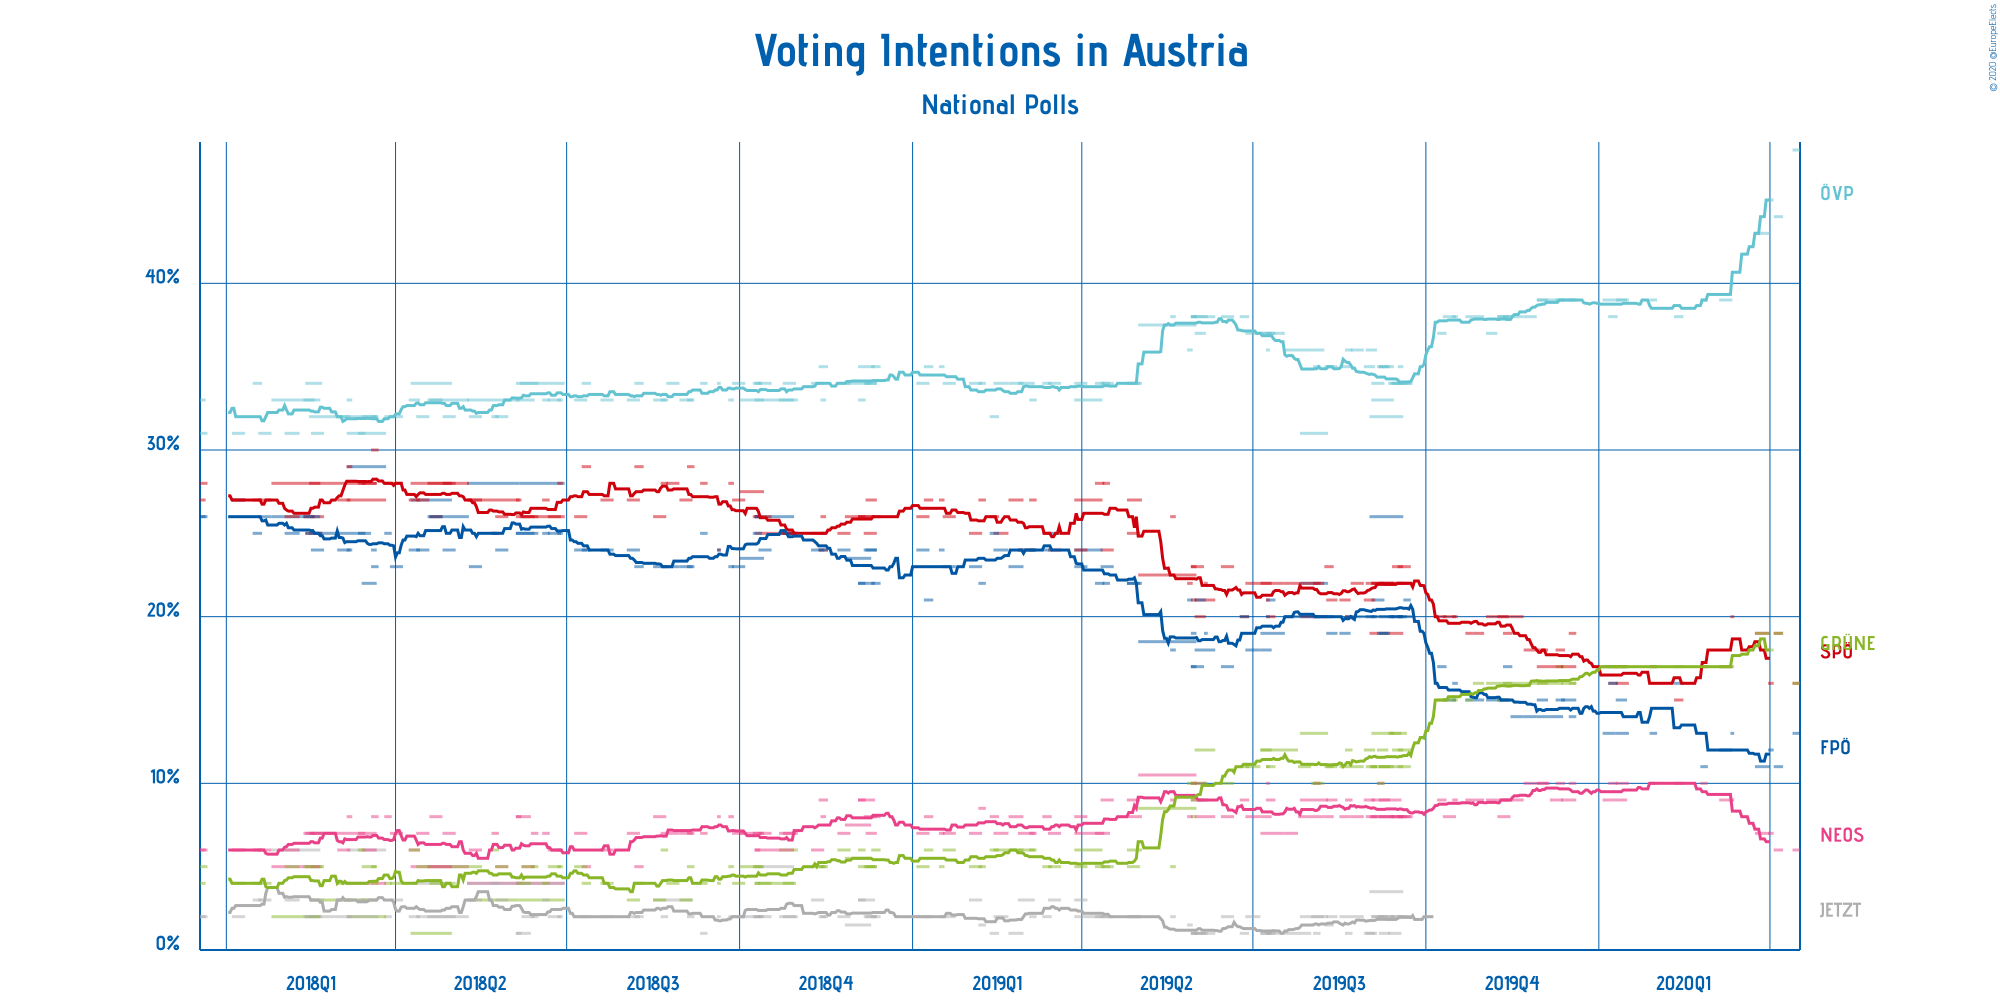 Voting Intentions in Austria
National Polls
© 2020 @EuropeElects
ÖVP
40%
30%
20%
GRÜNE
SPÖ
FPÖ
10%
NEOS
JETZT
0%
2018Q1 2018Q2 2018Q3 2018Q4 2019Q1 2019Q2 2019Q3 2019Q4 2020Q1